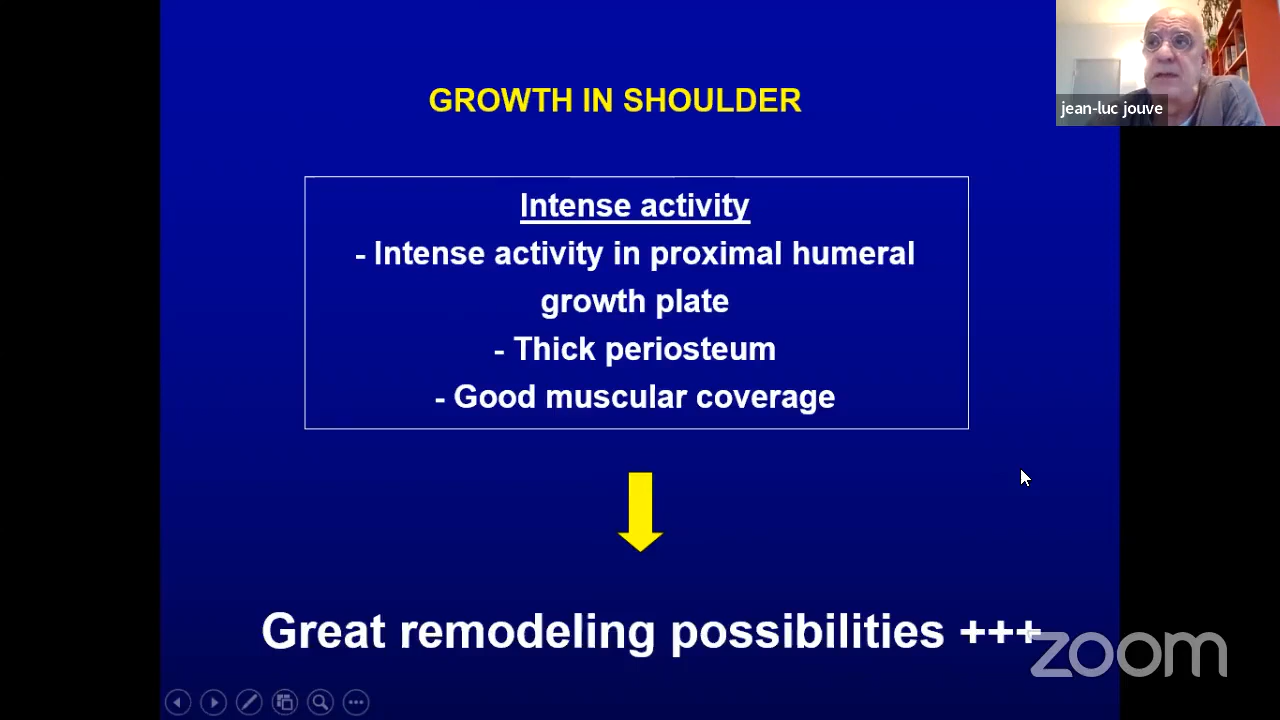 GROWTH IN SHOULDER
jean-luc jouve
Intense activity
- Intense activity in proximal humeral
growth plate
- Thick periosteum
- Good muscular coverage
Great remodeling possibilities +++
zoom